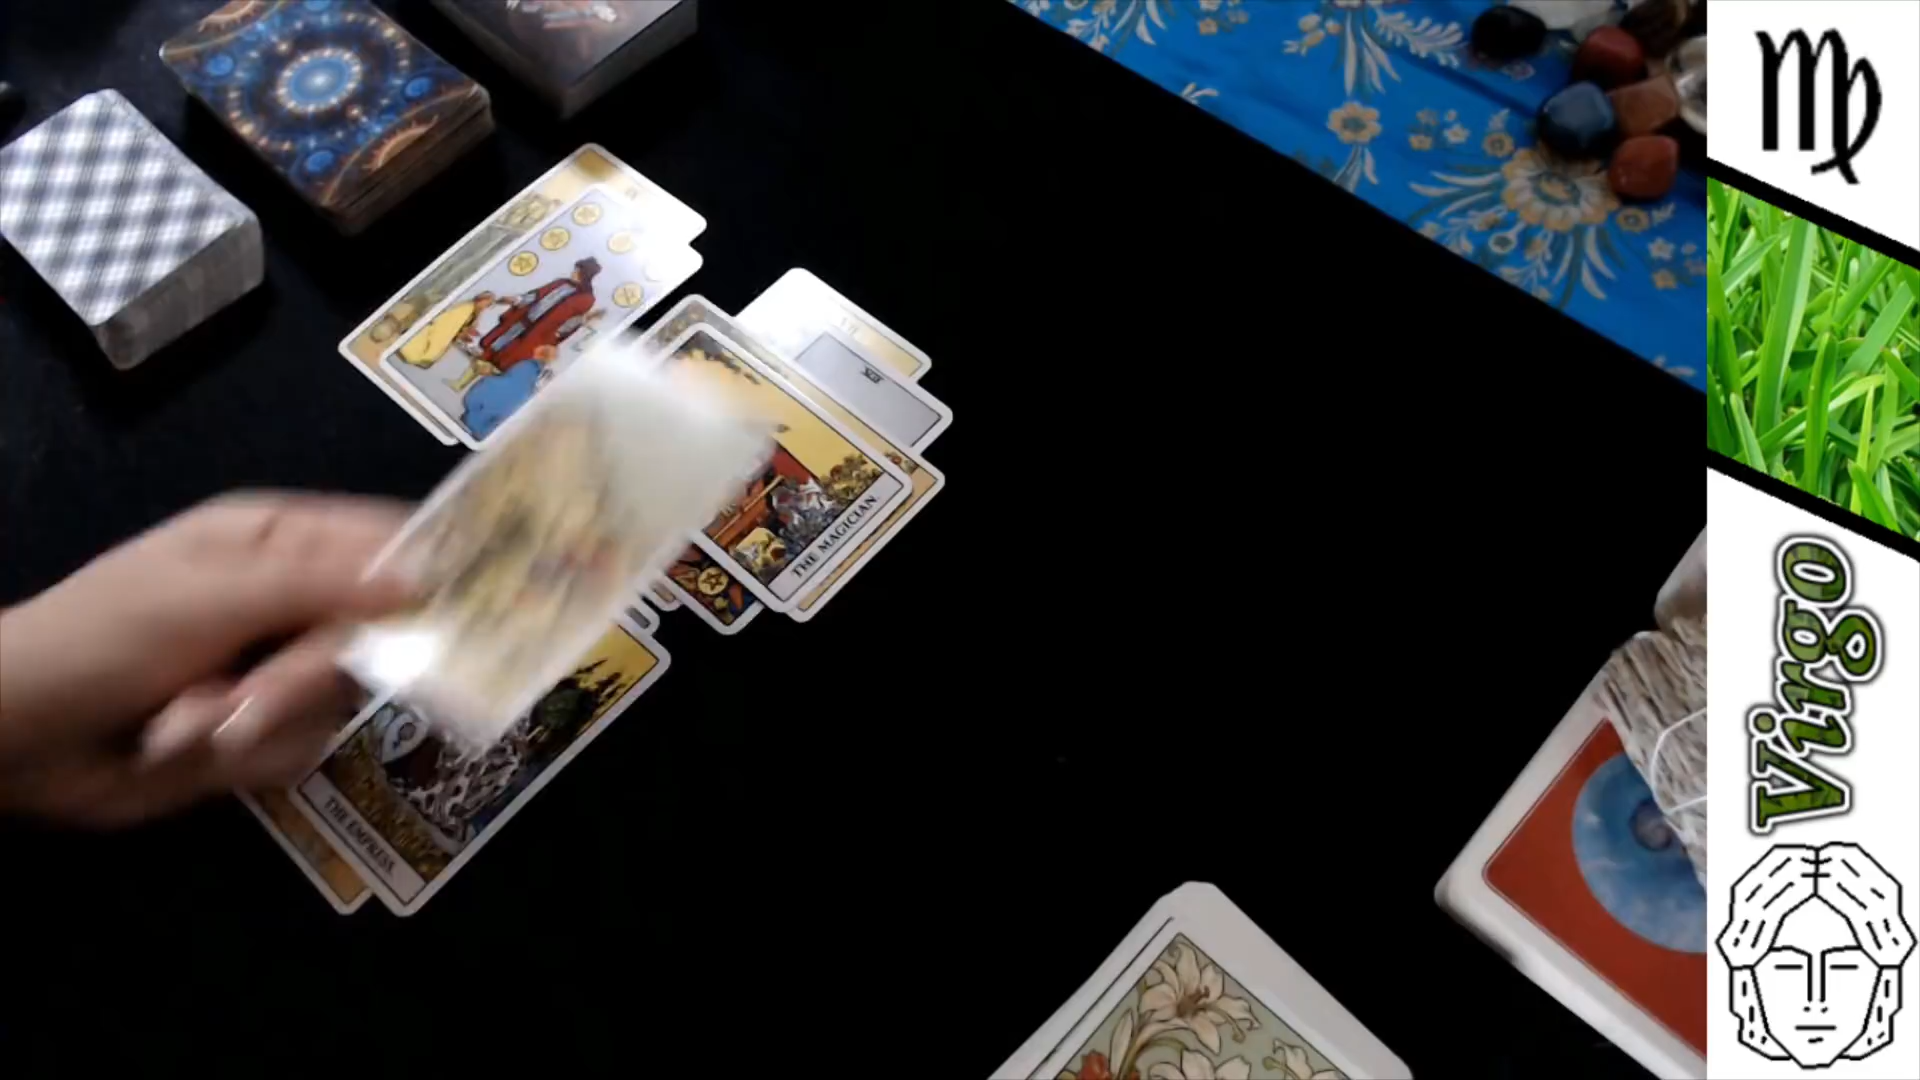 THE MAGICIAN.
THE EMPRESS.
Virgo